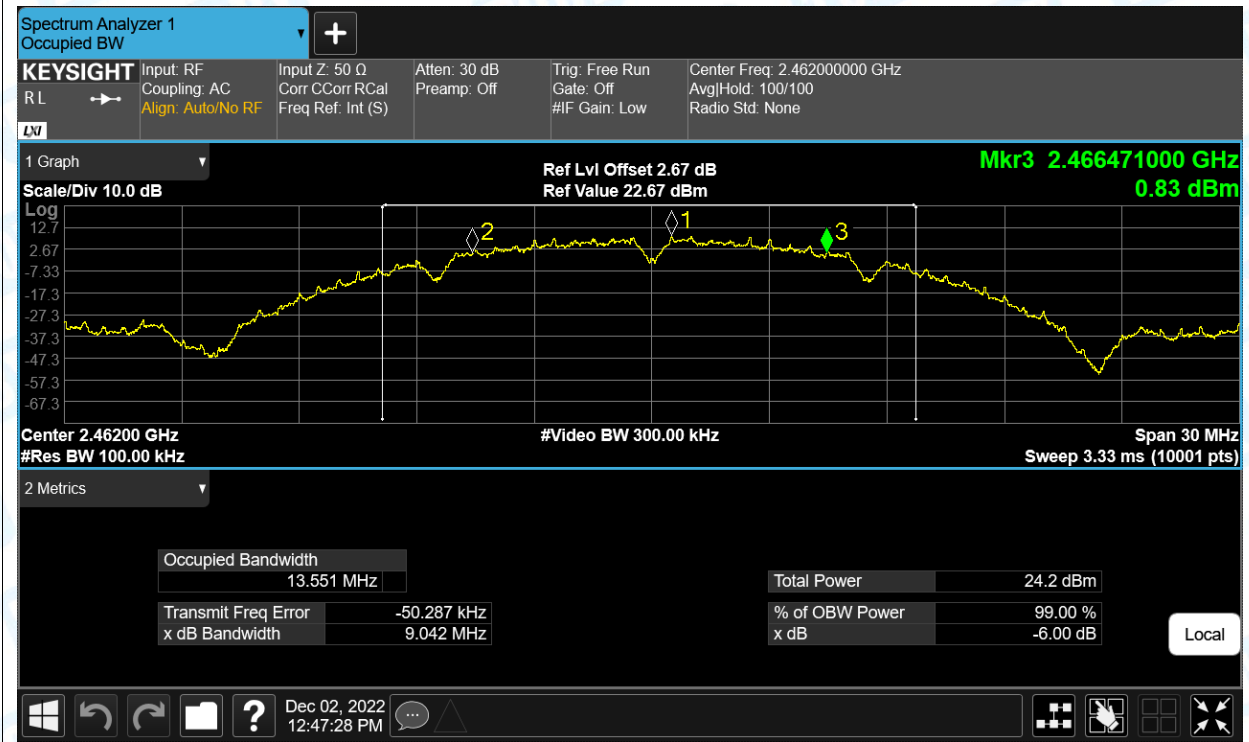 Spectrum Analyzer 1
Occupied BW
▼
+
KEYSIGHT
R L
LXI
Input: RF
Coupling: AC
Align: Auto/No RF
Input Z: 50 Ω
Corr CCorr RCal
Freq Ref: Int (S)
Atten: 30 dB
Preamp: Off
Trig: Free Run
Gate: Off
#IF Gain: Low
Center Freq: 2.462000000 GHz
Avg|Hold: 100/100
Radio Std: None
1 Graph ▼
Scale/Div 10.0 dB
Ref Lvl Offset 2.67 dB
Ref Value 22.67 dBm
Mkr3 2.466471000 GHz
0.83 dBm
Log
12.7
2.67
-7.33
-17.3
-27.3
-37.3
-47.3
-57.3
-67.3
2
1
3
Center 2.46200 GHz
#Res BW 100.00 kHz
#Video BW 300.00 kHz
Span 30 MHz
Sweep 3.33 ms (10001 pts)
2 Metrics ▼
Occupied Bandwidth
13.551 MHz
Transmit Freq Error -50.287 kHz
x dB Bandwidth 9.042 MHz
Total Power 24.2 dBm
% of OBW Power 99.00 %
x dB -6.00 dB
Local
?
Dec 02, 2022
12:47:28 PM